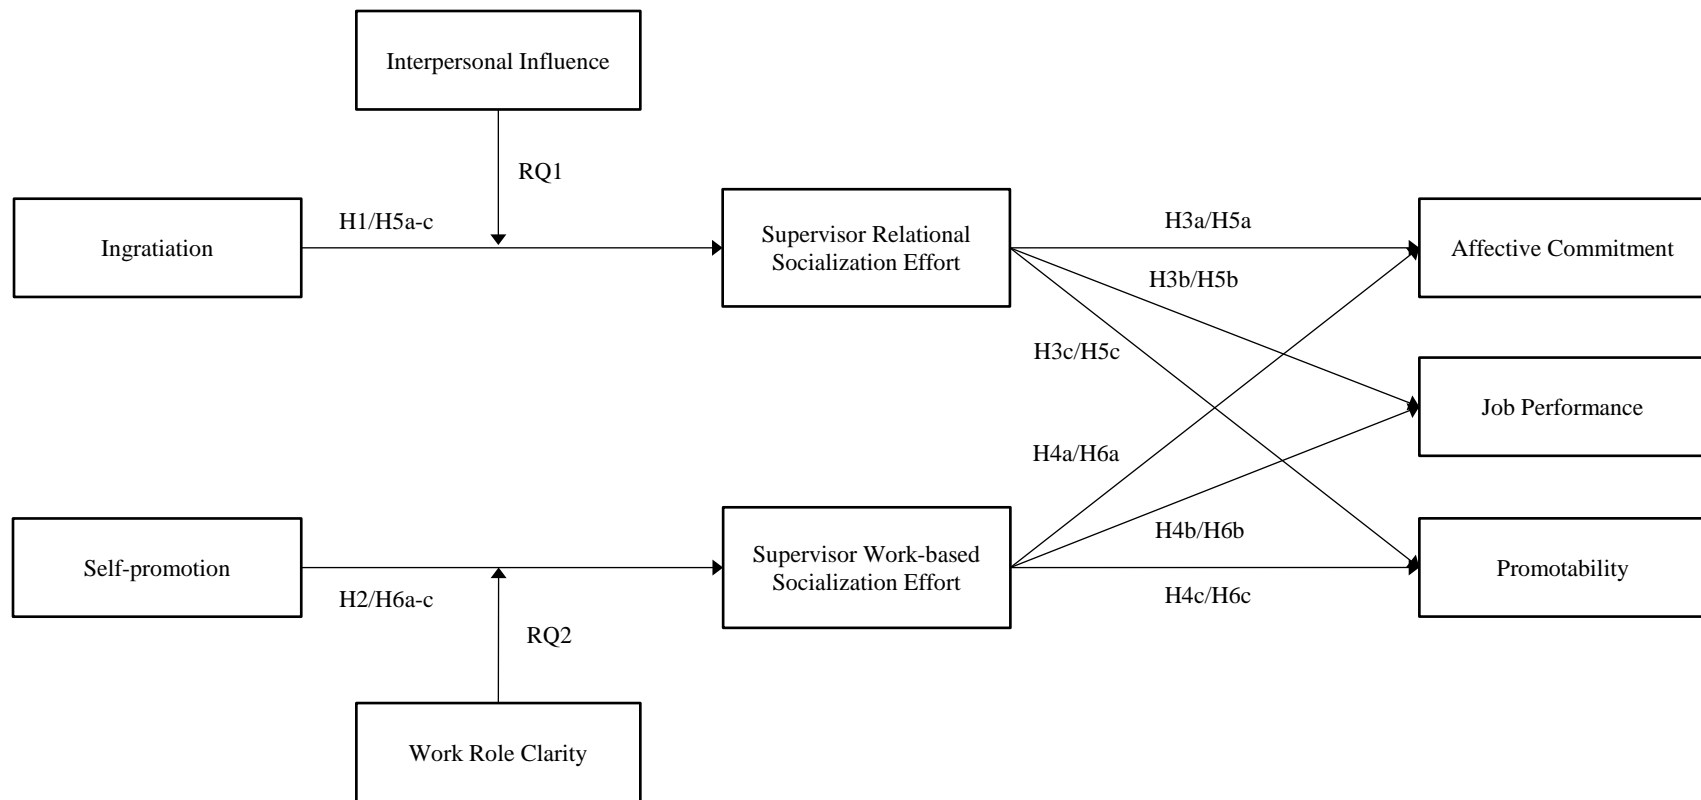 Interpersonal Influence
RQ1
Ingratiation
H1/H5a-c
Supervisor Relational
Socialization Effort
H3a/H5a
H3b/H5b
H3c/H5c
Affective Commitment
Job Performance
H4a/H6a
H4b/H6b
H4c/H6c
Self-promotion
H2/H6a-c
Supervisor Work-based
Socialization Effort
Promotability
RQ2
Work Role Clarity